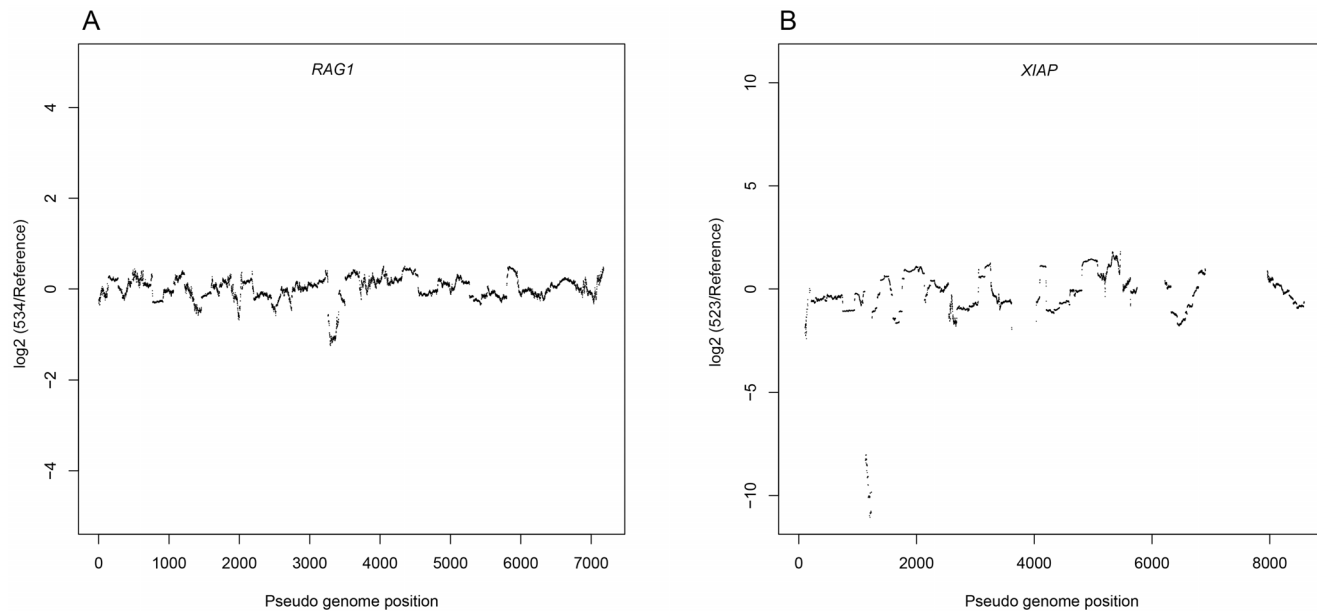 A
RAG1
4
2
0
−2
−4
log2 (534/Reference)
0 1000 2000 3000 4000 5000 6000 7000
Pseudo genome position
B
XIAP
10
5
0
−5
−10
log2 (523/Reference)
0 2000 4000 6000 8000
Pseudo genome position